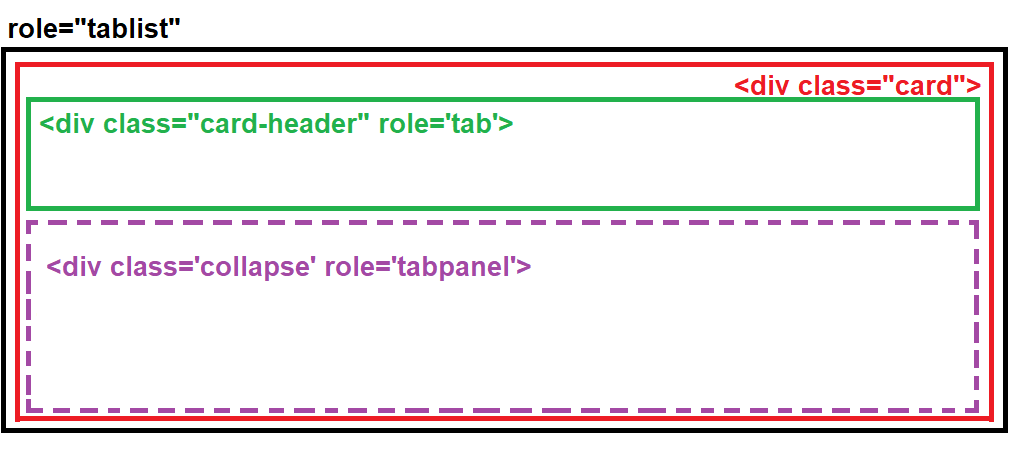 role="tablist"
<div class="card">
<div class="card-header" role='tab'>
<div class='collapse' role='tabpanel'>